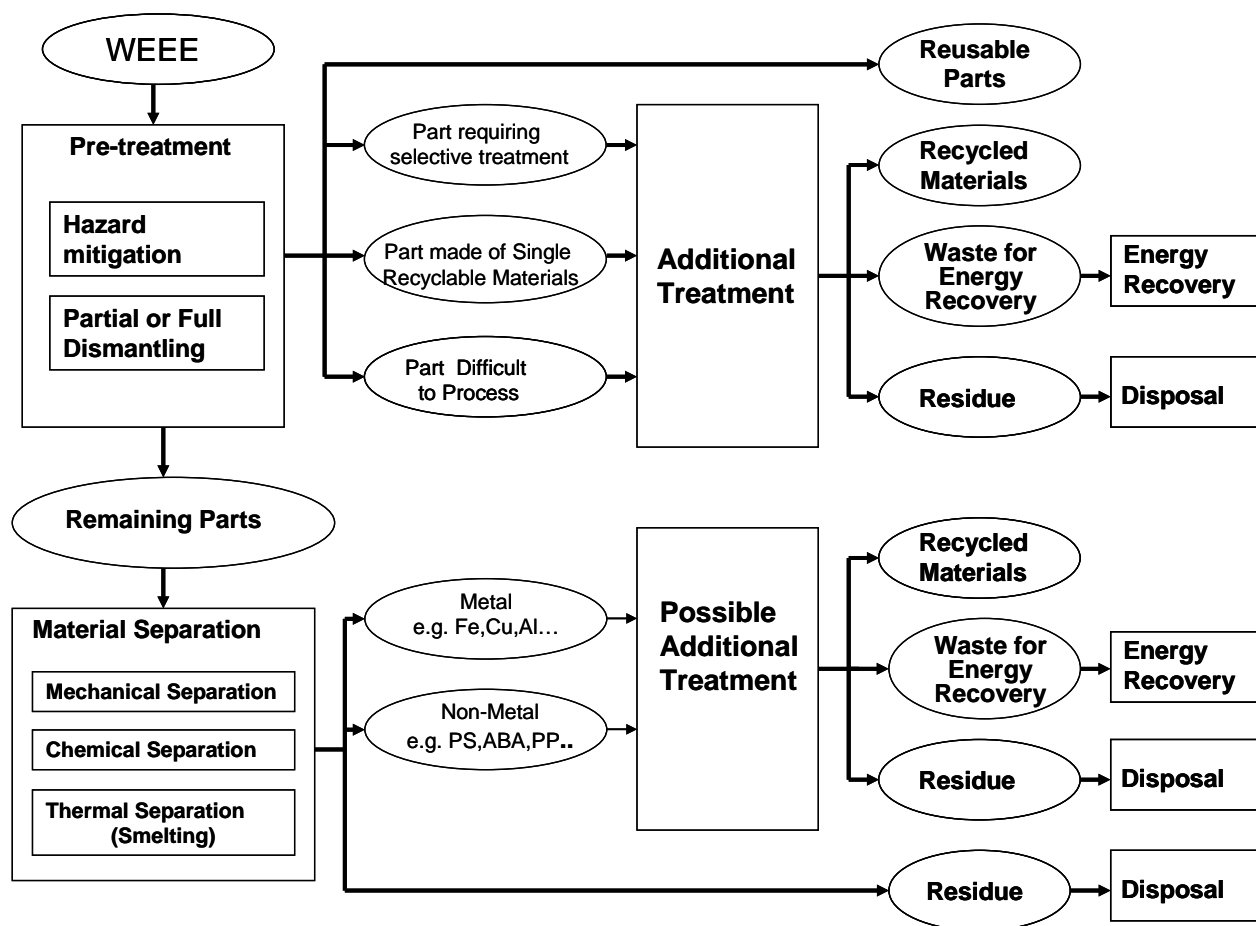 WEEE
Pre-treatment
Hazard
mitigation
Partial or Full
Dismantling
Reusable
Parts
Part requiring
selective treatment
Part made of Single
Recyclable Materials
Part Difficult
to Process
Additional
Treatment
Recycled
Materials
Waste for
Energy
Recovery
Energy
Recovery
Residue
Disposal
Remaining Parts
Material Separation
Mechanical Separation
Chemical Separation
Thermal Separation
(Smelting)
Metal
e.g. Fe,Cu,Al…
Non-Metal
e.g. PS,ABA,PP..
Possible
Additional
Treatment
Recycled
Materials
Waste for
Energy
Recovery
Energy
Recovery
Residue
Disposal
Residue
Disposal